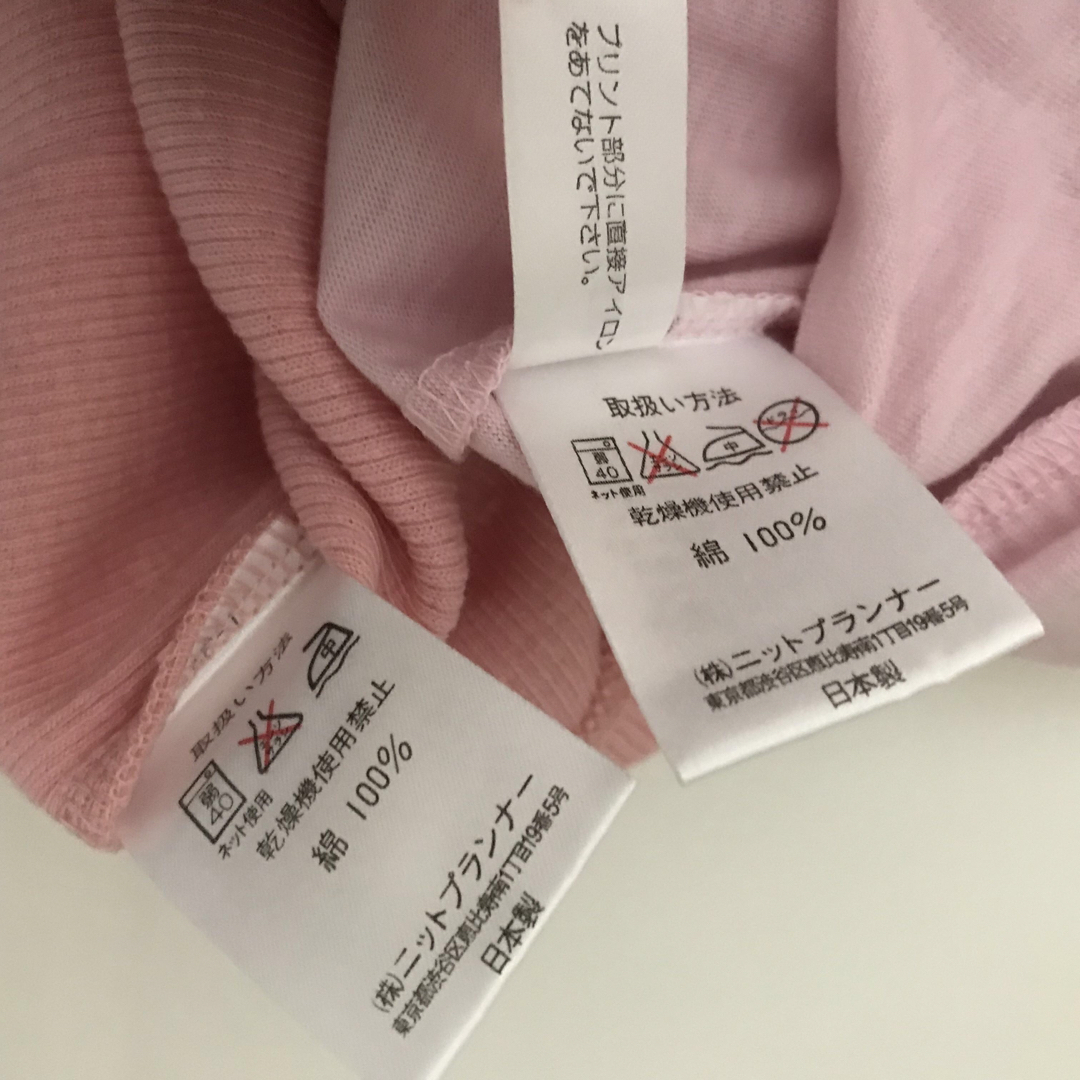 プリント部分に直接アイロン
をあてないで下さい。
取扱い方法
弱
40
中
ドライ
ネット使用
乾燥機使用禁止
綿 100%
(株)ニットプランナー
東京都渋谷区恵比寿南1丁目19番5号
日本製
取扱い方法
弱
40
中
ネット使用
乾燥機使用禁止
綿 100%
(株)ニットプランナー
東京都渋谷区恵比寿南1丁目19番5号
日本製